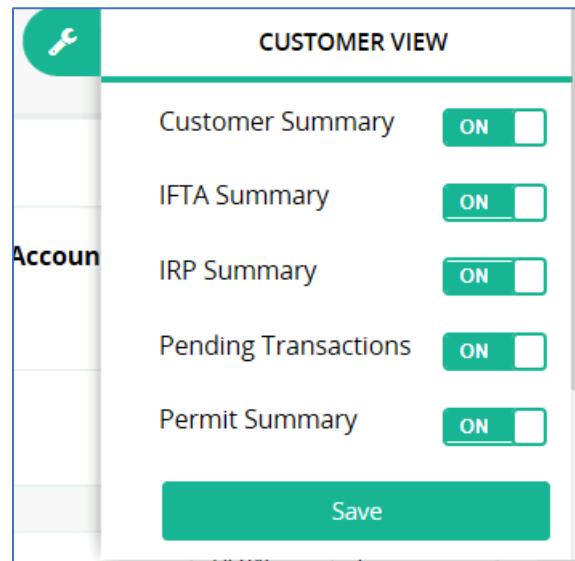 CUSTOMER VIEW
Customer Summary ON
IFTA Summary ON
Accoun
IRP Summary ON
Pending Transactions ON
Permit Summary ON
Save